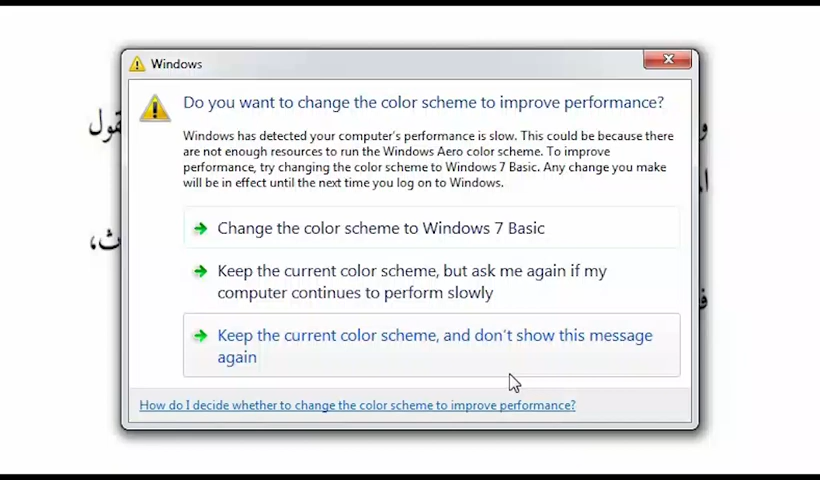 Windows
Do you want to change the color scheme to improve performance?
Windows has detected your computer's performance is slow. This could be because there
are not enough resources to run the Windows Aero color scheme. To improve
performance, try changing the color scheme to Windows 7 Basic. Any change you make
will be in effect until the next time you log on to Windows.
Change the color scheme to Windows 7 Basic
Keep the current color scheme, but ask me again if my
computer continues to perform slowly
Keep the current color scheme, and don't show this message
again
How do I decide whether to change the color scheme to improve performance?